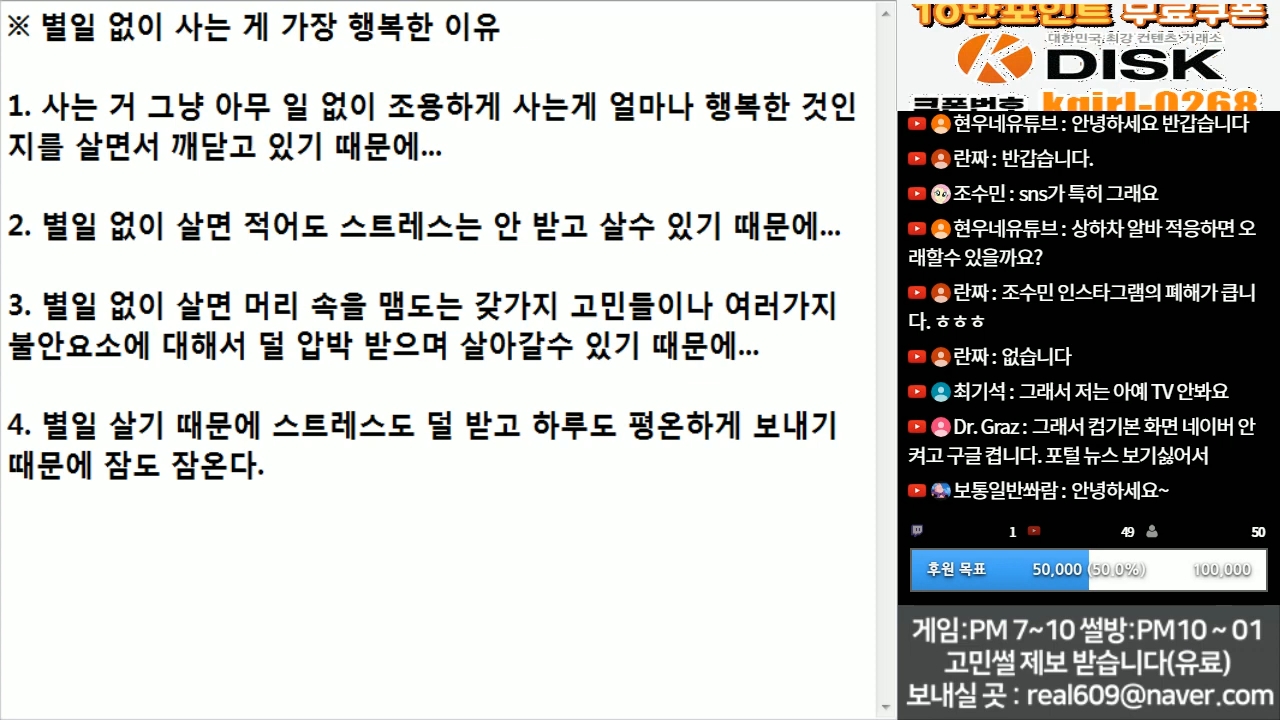 ※ 별일 없이 사는 게 가장 행복한 이유
1. 사는 거 그냥 아무 일 없이 조용하게 사는게 얼마나 행복한 것인
지를 살면서 깨닫고 있기 때문에...
2. 별일 없이 살면 적어도 스트레스는 안 받고 살수 있기 때문에...
3. 별일 없이 살면 머리 속을 맴도는 갖가지 고민들이나 여러가지
불안요소에 대해서 덜 압박 받으며 살아갈수 있기 때문에...
4. 별일 살기 때문에 스트레스도 덜 받고 하루도 평온하게 보내기
때문에 잠도 잠온다.
10만포인트 무료쿠폰
대한민국 최강 컨텐츠 거래소
K DISK
쿠폰번호 kgirl-0268
현우네유튜브 : 안녕하세요 반갑습니다
란짜 : 반갑습니다.
조수민 : sns가 특히 그래요
현우네유튜브 : 상하차 알바 적응하면 오
래할수 있을까요?
란짜 : 조수민 인스타그램의 폐해가 큽니
다. ㅎㅎㅎ
란짜 : 없습니다
최기석 : 그래서 저는 아예 TV 안봐요
Dr. Graz : 그래서 컴기본 화면 네이버 안
켜고 구글 켭니다. 포털 뉴스 보기싫어서
보통일반쏴람 : 안녕하세요~
1 49 50
후원 목표 50,000 (50.0%) 100,000
게임:PM 7~10 썰방:PM10 ~ 01
고민썰 제보 받습니다(유료)
보내실 곳 : real609@naver.com